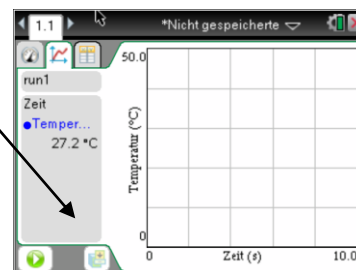 1.1 *Nicht gespeicherte
run1
Zeit
Temper...
27.2 °C
50.0
Temperatur (°C)
0
0 Zeit (s) 10.0